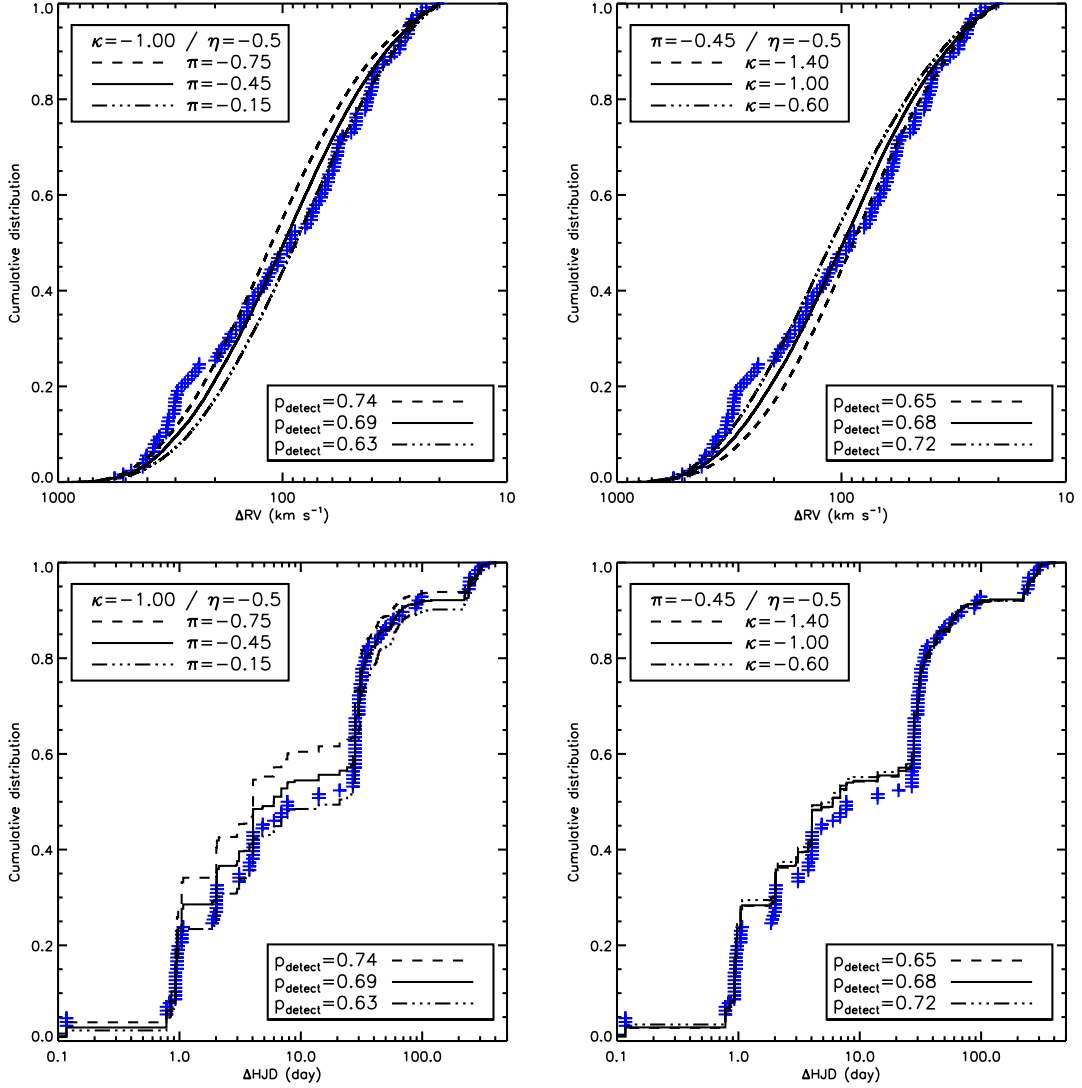 κ=−1.00 / η=−0.5
π=−0.75
π=−0.45
π=−0.15
p_detect=0.74
p_detect=0.69
p_detect=0.63
1.0
0.8
0.6
0.4
0.2
0.0
Cumulative distribution
1000
100
10
ΔRV (km s⁻¹)
π=−0.45 / η=−0.5
κ=−1.40
κ=−1.00
κ=−0.60
p_detect=0.65
p_detect=0.68
p_detect=0.72
1.0
0.8
0.6
0.4
0.2
0.0
Cumulative distribution
1000
100
10
ΔRV (km s⁻¹)
κ=−1.00 / η=−0.5
π=−0.75
π=−0.45
π=−0.15
p_detect=0.74
p_detect=0.69
p_detect=0.63
1.0
0.8
0.6
0.4
0.2
0.0
Cumulative distribution
0.1
1.0
10.0
100.0
ΔHJD (day)
π=−0.45 / η=−0.5
κ=−1.40
κ=−1.00
κ=−0.60
p_detect=0.65
p_detect=0.68
p_detect=0.72
1.0
0.8
0.6
0.4
0.2
0.0
Cumulative distribution
0.1
1.0
10.0
100.0
ΔHJD (day)